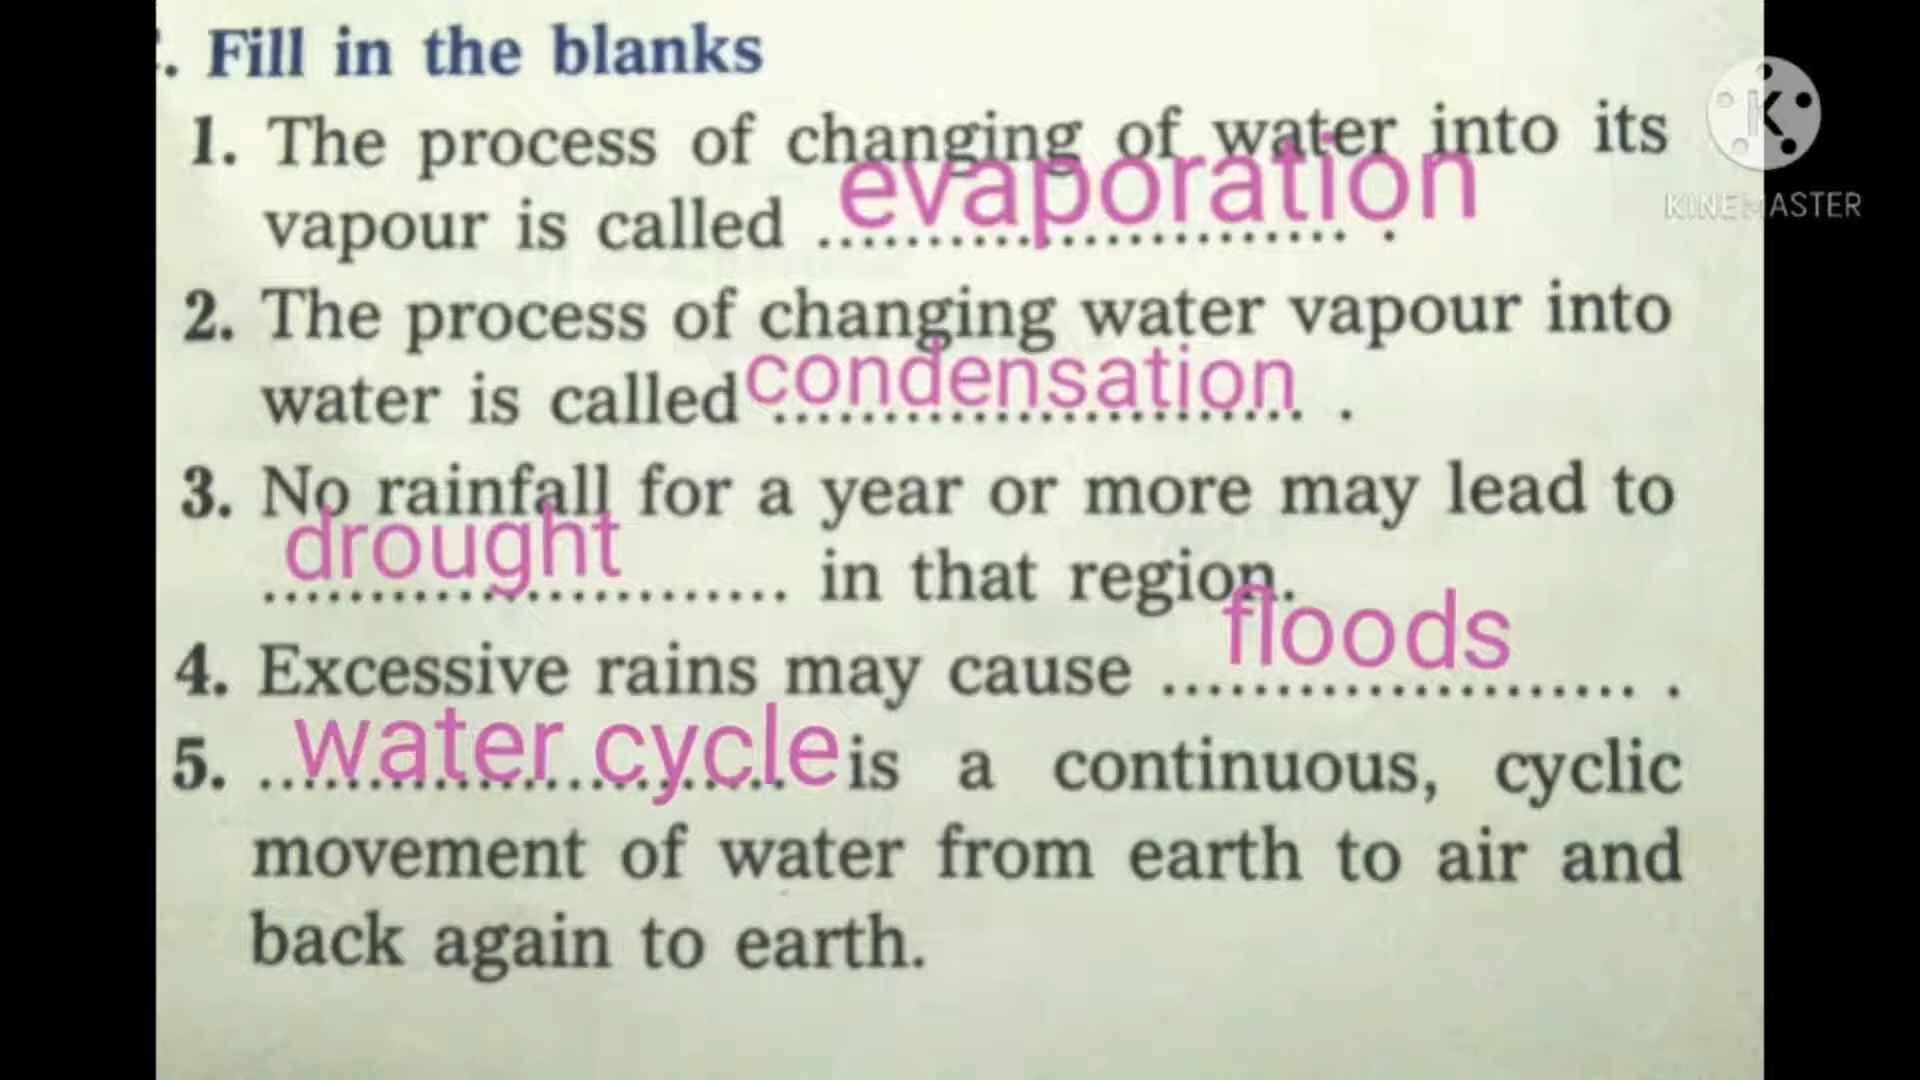 . Fill in the blanks
1. The process of changing of water into its
vapour is called evaporation .
2. The process of changing water vapour into
water is called condensation .
3. No rainfall for a year or more may lead to
drought in that region.
4. Excessive rains may cause floods .
5. water cycle is a continuous, cyclic
movement of water from earth to air and
back again to earth.
K
KINEMASTER